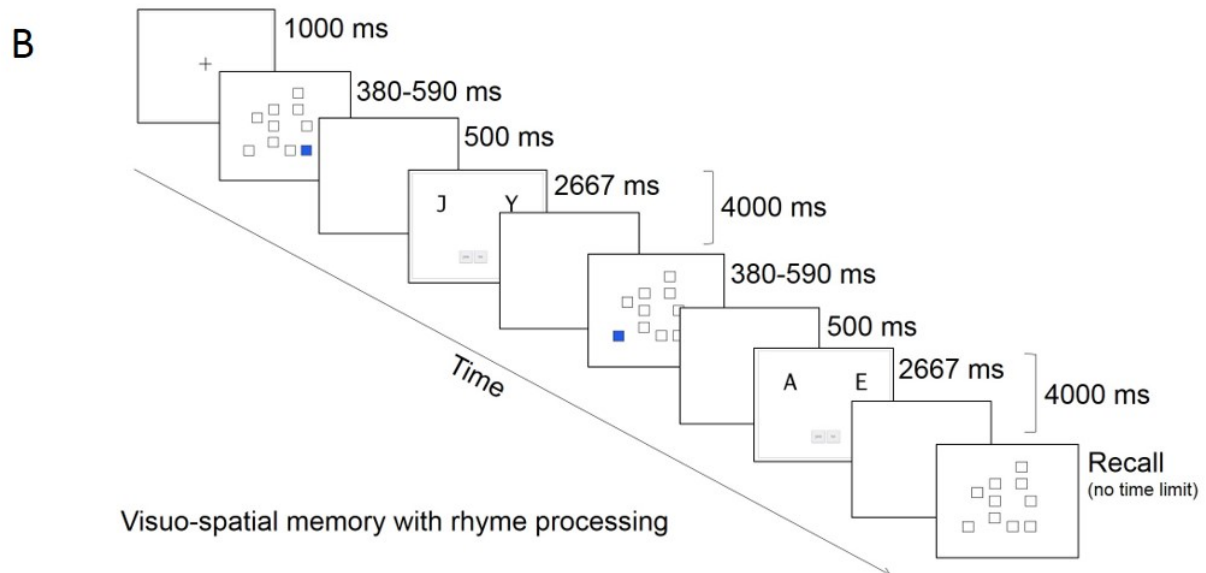 B
1000 ms
380-590 ms
500 ms
J Y
2667 ms
4000 ms
380-590 ms
500 ms
A E
2667 ms
4000 ms
Recall
(no time limit)
Time
Visuo-spatial memory with rhyme processing